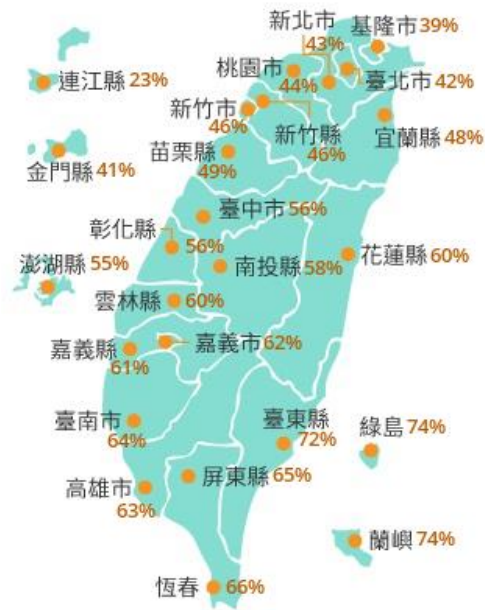 新北市
43%
基隆市 39%
桃園市
44%
臺北市 42%
連江縣 23%
新竹市
46%
新竹縣
46%
宜蘭縣 48%
金門縣 41%
苗栗縣
49%
臺中市 56%
彰化縣
56%
花蓮縣 60%
澎湖縣 55%
南投縣 58%
雲林縣 60%
嘉義市 62%
嘉義縣
61%
臺南市
64%
臺東縣
72%
綠島 74%
高雄市
63%
屏東縣 65%
蘭嶼 74%
恆春 66%